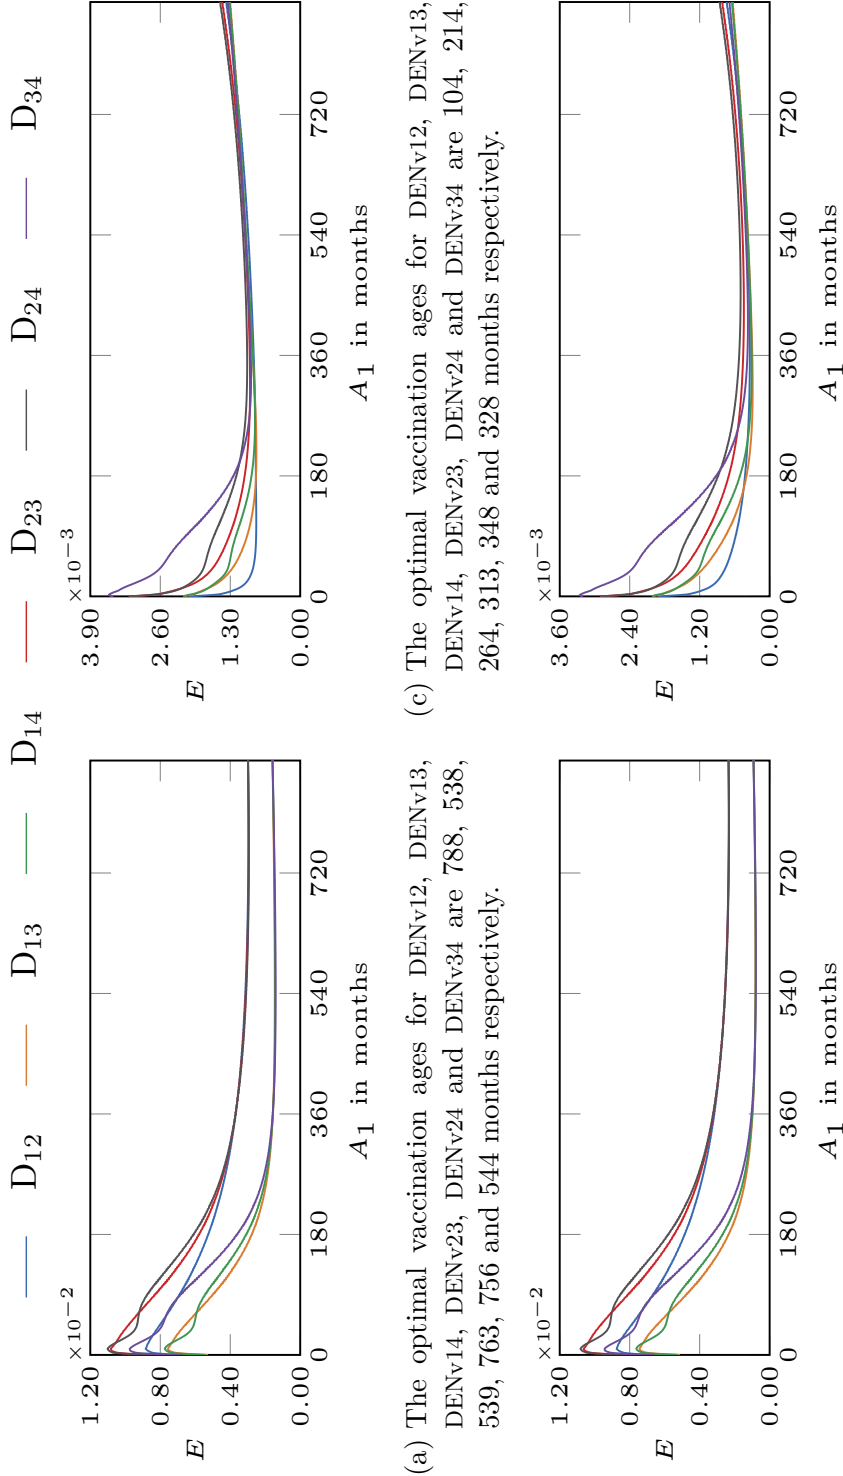 D12 D13 D14 D23 D24 D34
×10−2
1.20
0.80
0.40
0.00
E
0 180 360 540 720
A1 in months
(a) The optimal vaccination ages for DENv12, DENv13,
DENv14, DENv23, DENv24 and DENv34 are 788, 538,
539, 763, 756 and 544 months respectively.
×10−3
3.90
2.60
1.30
0.00
E
0 180 360 540 720
A1 in months
(c) The optimal vaccination ages for DENv12, DENv13,
DENv14, DENv23, DENv24 and DENv34 are 104, 214,
264, 313, 348 and 328 months respectively.
×10−2
1.20
0.80
0.40
0.00
E
0 180 360 540 720
A1 in months
×10−3
3.60
2.40
1.20
0.00
E
0 180 360 540 720
A1 in months